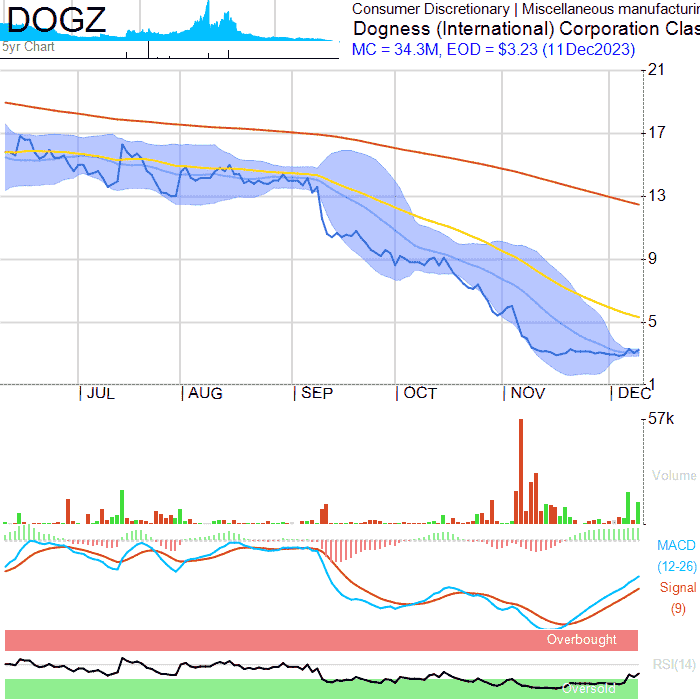 DOGZ
5yr Chart
Consumer Discretionary | Miscellaneous manufacturin
Dogness (International) Corporation Clas
MC = 34.3M, EOD = $3.23 (11Dec2023)
21
17
13
9
5
1
JUL
AUG
SEP
OCT
NOV
DEC
57k
Volume
MACD
(12-26)
Signal
(9)
Overbought
RSI(14)
Oversold